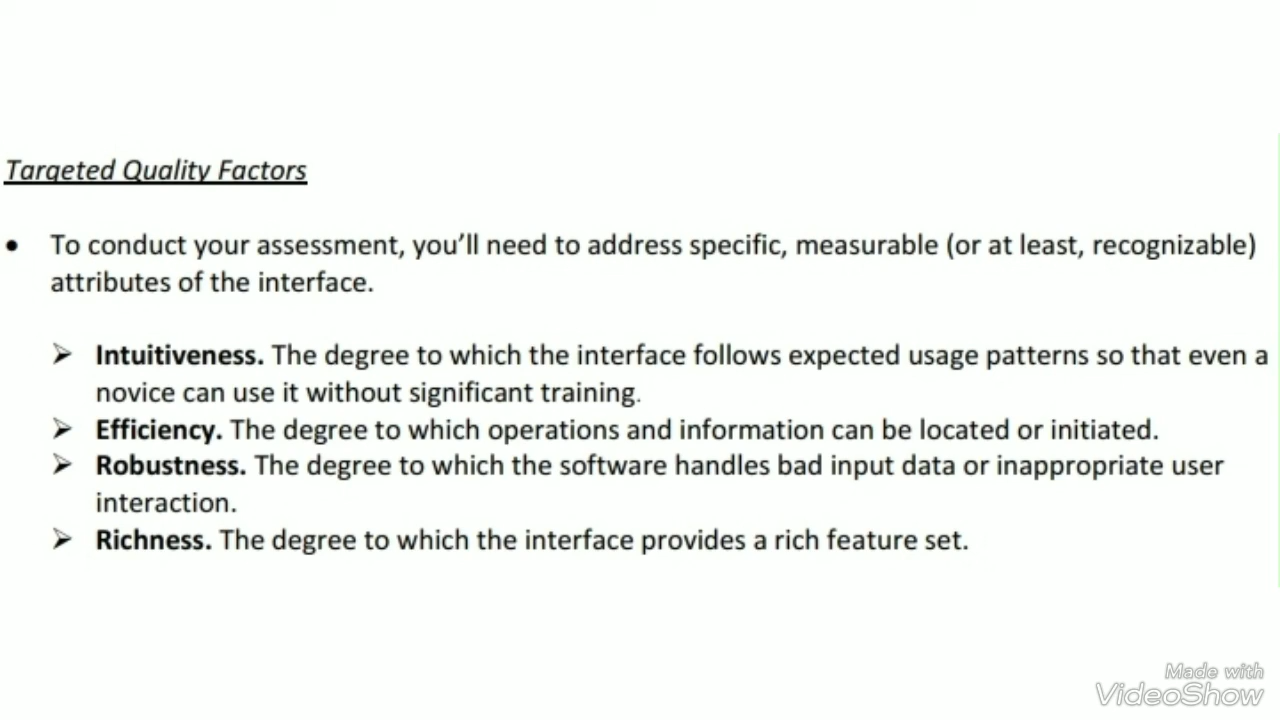 Targeted Quality Factors
• To conduct your assessment, you’ll need to address specific, measurable (or at least, recognizable)
attributes of the interface.
➢ Intuitiveness. The degree to which the interface follows expected usage patterns so that even a
novice can use it without significant training.
➢ Efficiency. The degree to which operations and information can be located or initiated.
➢ Robustness. The degree to which the software handles bad input data or inappropriate user
interaction.
➢ Richness. The degree to which the interface provides a rich feature set.
Made with
VideoShow